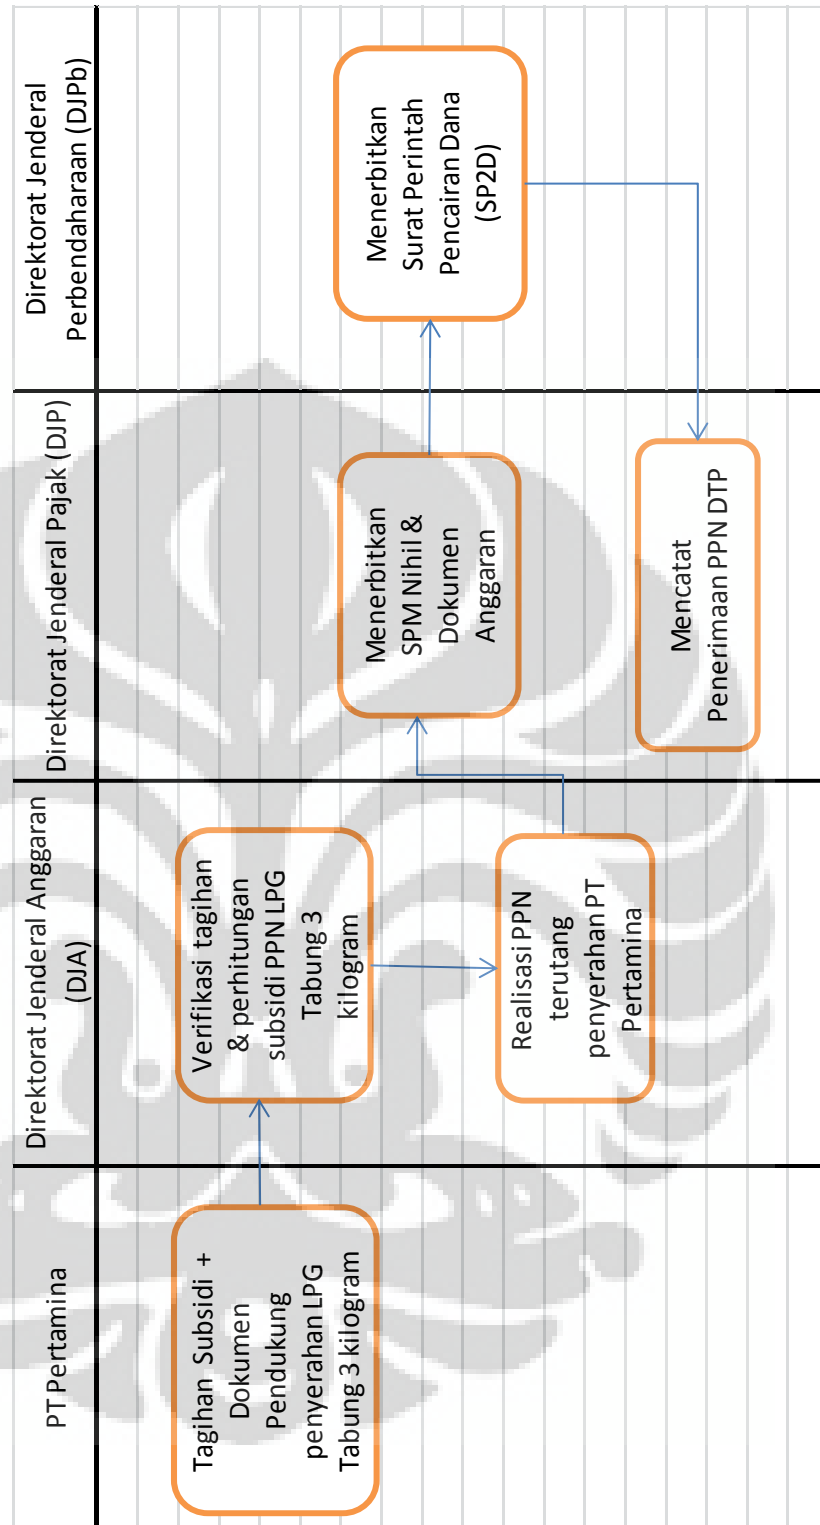 PT Pertamina
Direktorat Jenderal Anggaran
(DJA)
Direktorat Jenderal Pajak (DJP)
Direktorat Jenderal
Perbendaharaan (DJPb)
Tagihan Subsidi +
Dokumen
Pendukung
penyerahan LPG
Tabung 3 kilogram
Verifikasi tagihan
& perhitungan
subsidi PPN LPG
Tabung 3
kilogram
Realisasi PPN
terutang
penyerahan PT
Pertamina
Menerbitkan
SPM Nihil &
Dokumen
Anggaran
Menerbitkan
Surat Perintah
Pencairan Dana
(SP2D)
Mencatat
Penerimaan PPN DTP